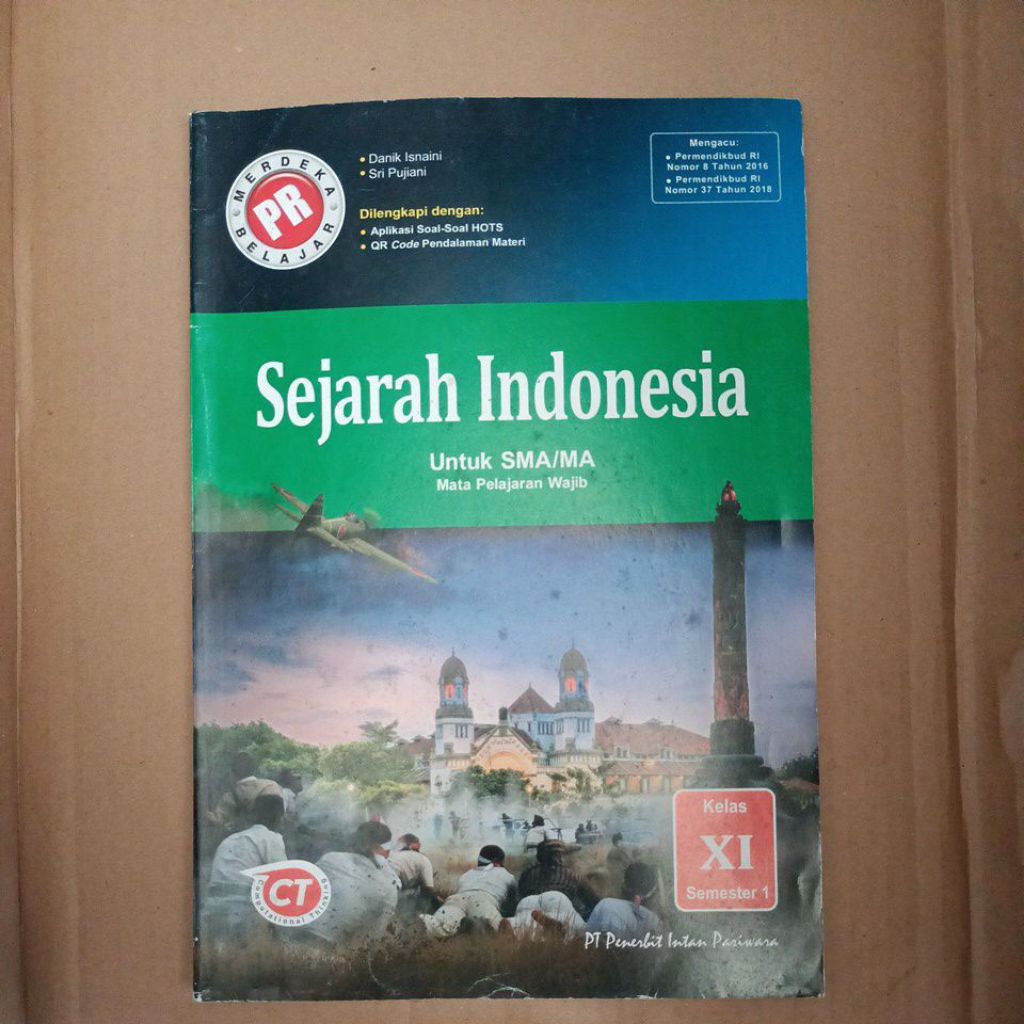 MERDEKA
PR
BELAJAR
• Danik Isnaini
• Sri Pujiani
Dilengkapi dengan:
• Aplikasi Soal-Soal HOTS
• QR Code Pendalaman Materi
Mengacu:
• Permendikbud RI
Nomor 8 Tahun 2016
• Permendikbud RI
Nomor 37 Tahun 2018
Sejarah Indonesia
Untuk SMA/MA
Mata Pelajaran Wajib
Kelas
XI
Semester 1
CT
Computational Thinking
PT Penerbit Intan Pariwara